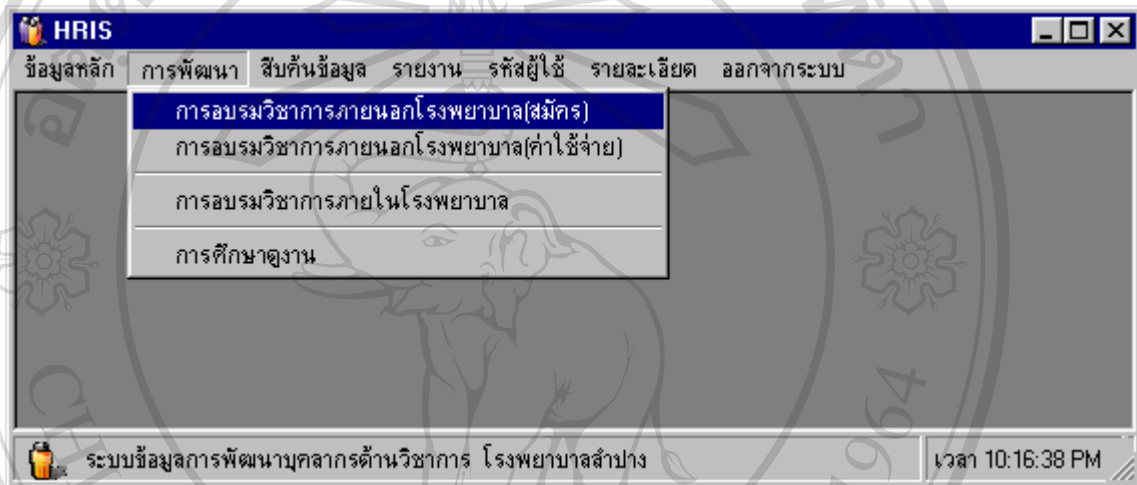 HRIS
ข้อมูลหลัก การพัฒนา สืบค้นข้อมูล รายงาน รหัสผู้ใช้ รายละเอียด ออกจากระบบ
การอบรมวิชาการภายนอกโรงพยาบาล(สมัคร)
การอบรมวิชาการภายนอกโรงพยาบาล(ค่าใช้จ่าย)
การอบรมวิชาการภายในโรงพยาบาล
การศึกษาดูงาน
ระบบข้อมูลการพัฒนาบุคลากรด้านวิชาการ โรงพยาบาลลำปาง เวลา 10:16:38 PM
964